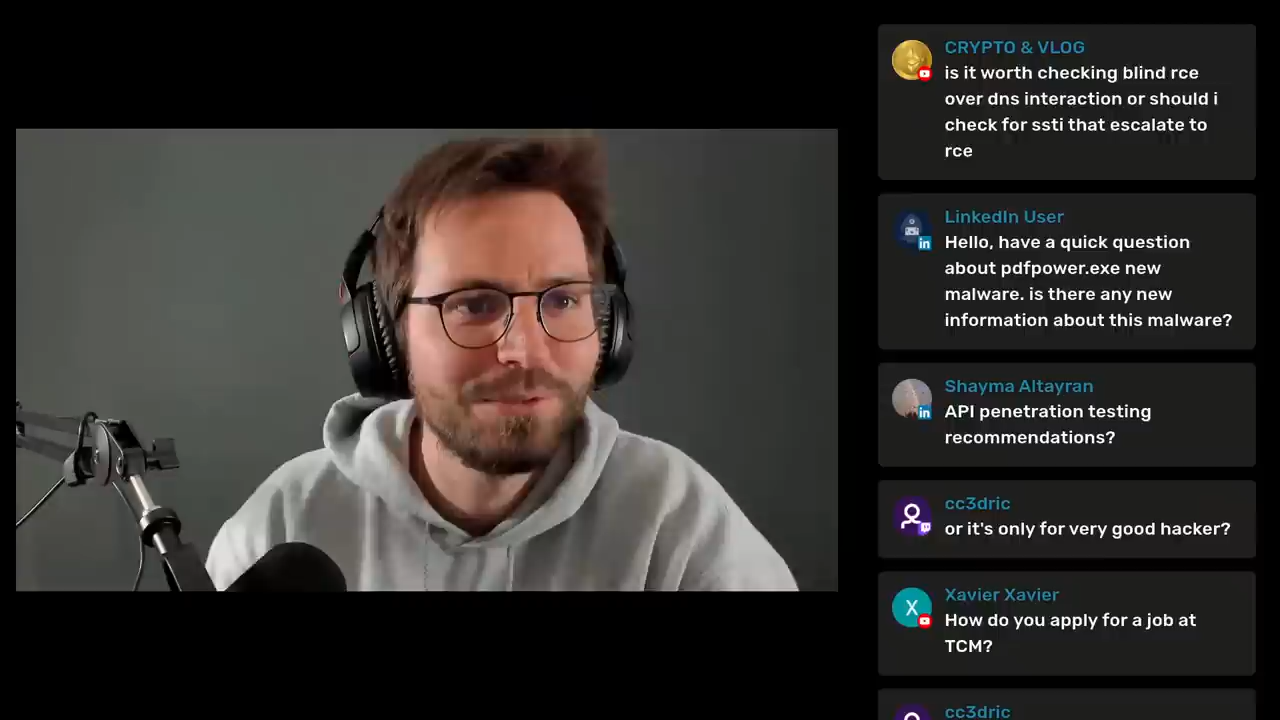 CRYPTO & VLOG
is it worth checking blind rce
over dns interaction or should i
check for ssti that escalate to
rce
LinkedIn User
Hello, have a quick question
about pdfpower.exe new
malware. is there any new
information about this malware?
Shayma Altayran
API penetration testing
recommendations?
cc3dric
or it's only for very good hacker?
X
Xavier Xavier
How do you apply for a job at
TCM?
cc3dric